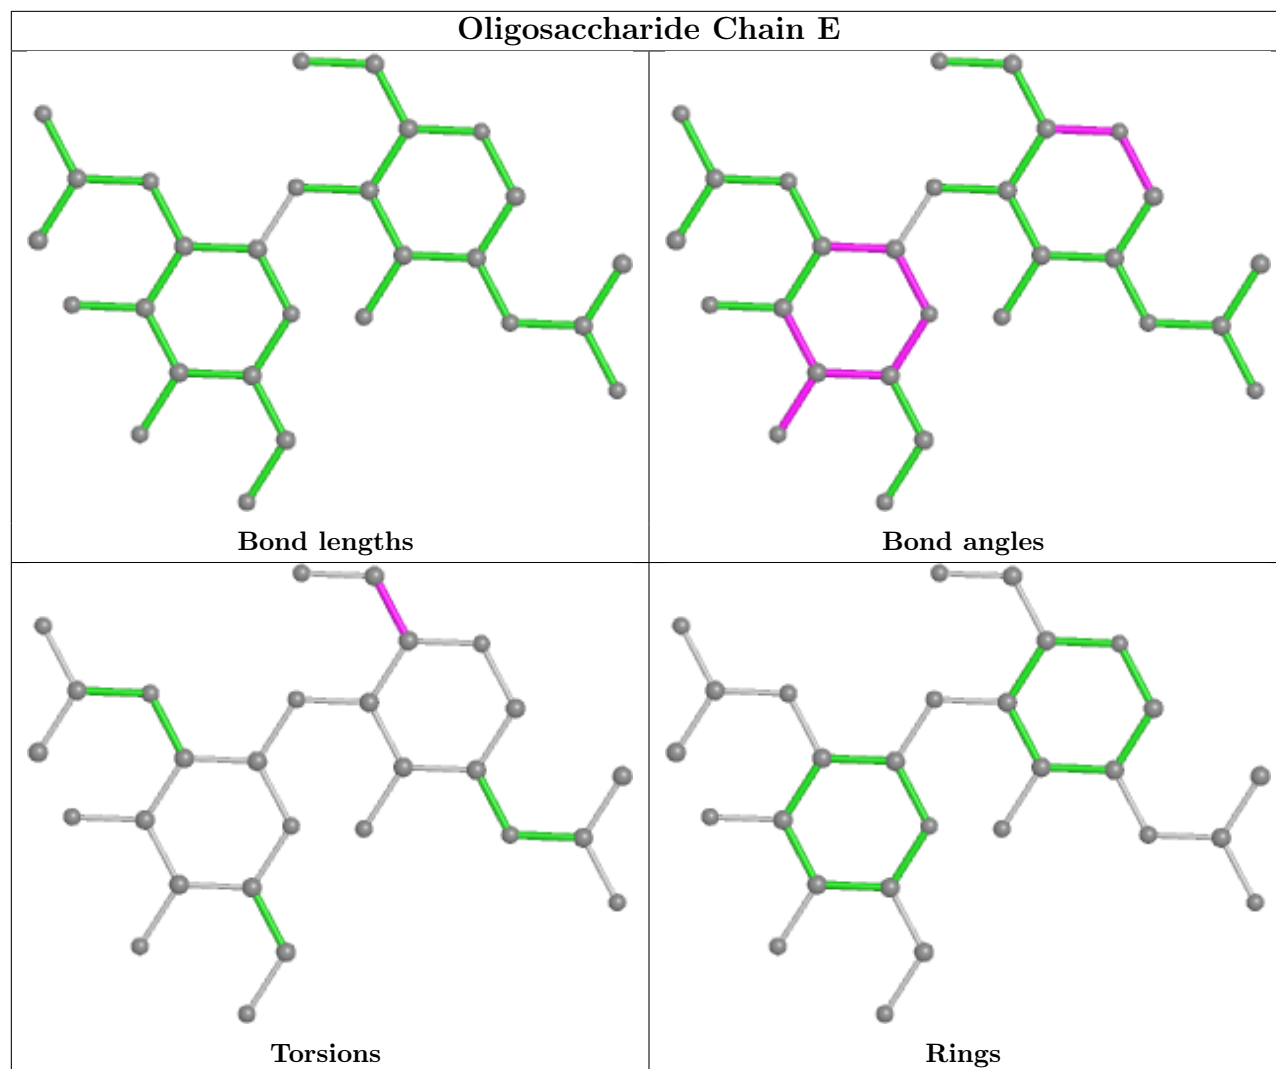 Oligosaccharide Chain E
Bond lengths
Bond angles
Torsions
Rings